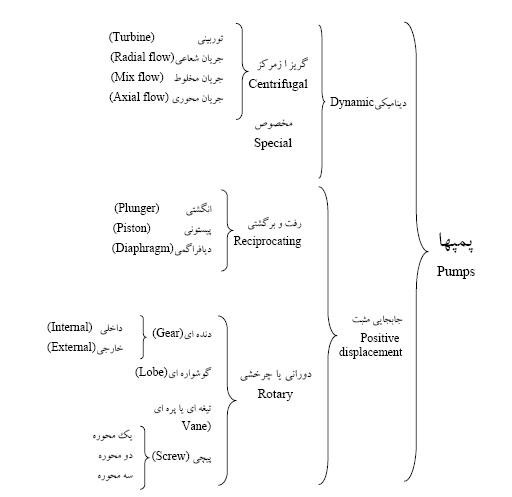 پمپها
Pumps
دینامیکی Dynamic
گریز ا زمرکز
Centrifugal
توربینی (Turbine)
جریان شعاعی (Radial flow)
جریان مخلوط (Mix flow)
جریان محوری (Axial flow)
مخصوص
Special
جابجایی مثبت
Positive
displacement
رفت و برگشتی
Reciprocating
انگشتی (Plunger)
پیستونی (Piston)
دیافراگمی (Diaphragm)
دورانی یا چرخشی
Rotary
دنده ای (Gear)
داخلی (Internal)
خارجی (External)
گوشواره ای (Lobe)
تیغه ای یا پره ای
Vane)
پیچی (Screw)
یک محوره
دو محوره
سه محوره